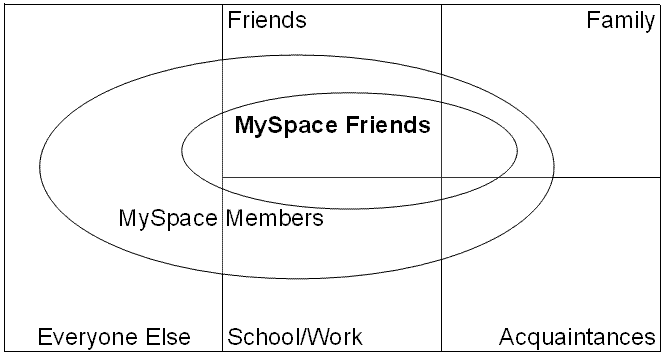 Friends
Family
MySpace Friends
MySpace Members
Everyone Else
School/Work
Acquaintances